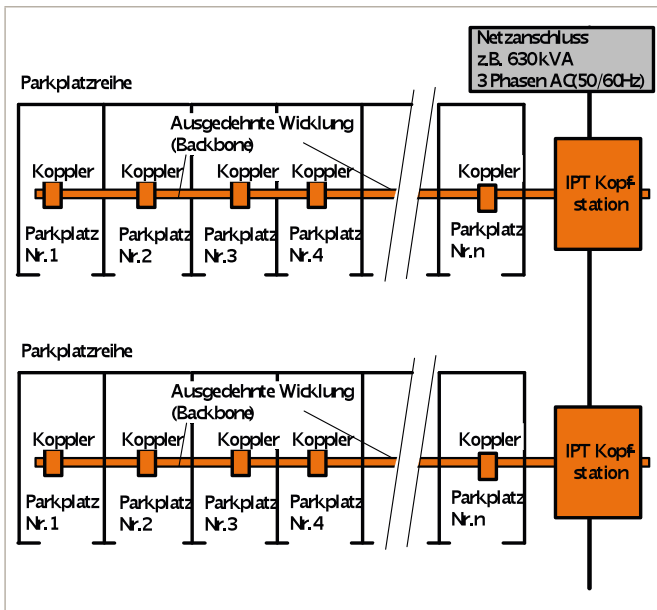 Netzanschluss
z.B. 630kVA
3 Phasen AC(50/60Hz)
Parkplatzreihe
Ausgedehnte Wicklung
(Backbone)
Koppler
Koppler
Koppler
Koppler
Koppler
IPT Kopf-
station
Parkplatz
Nr.1
Parkplatz
Nr.2
Parkplatz
Nr.3
Parkplatz
Nr.4
Parkplatz
Nr.n
Parkplatzreihe
Ausgedehnte Wicklung
(Backbone)
Koppler
Koppler
Koppler
Koppler
Koppler
IPT Kopf-
station
Parkplatz
Nr.1
Parkplatz
Nr.2
Parkplatz
Nr.3
Parkplatz
Nr.4
Parkplatz
Nr.n